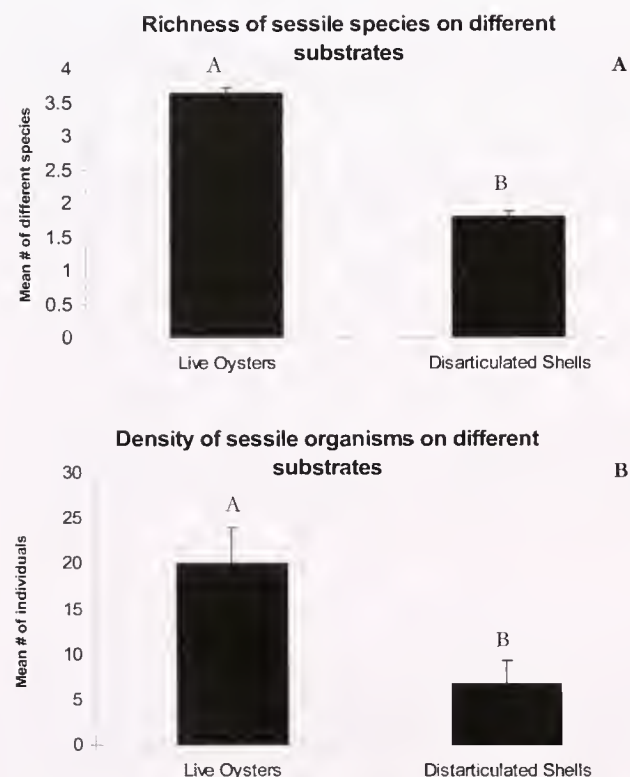 Richness of sessile species on different
substrates
A
Mean # of different species
4
3.5
3
2.5
2
1.5
1
0.5
0
A
B
Live Oysters
Disarticulated Shells
Density of sessile organisms on different
substrates
B
Mean # of individuals
30
25
20
15
10
5
0
A
B
Live Oysters
Distarticulated Shells